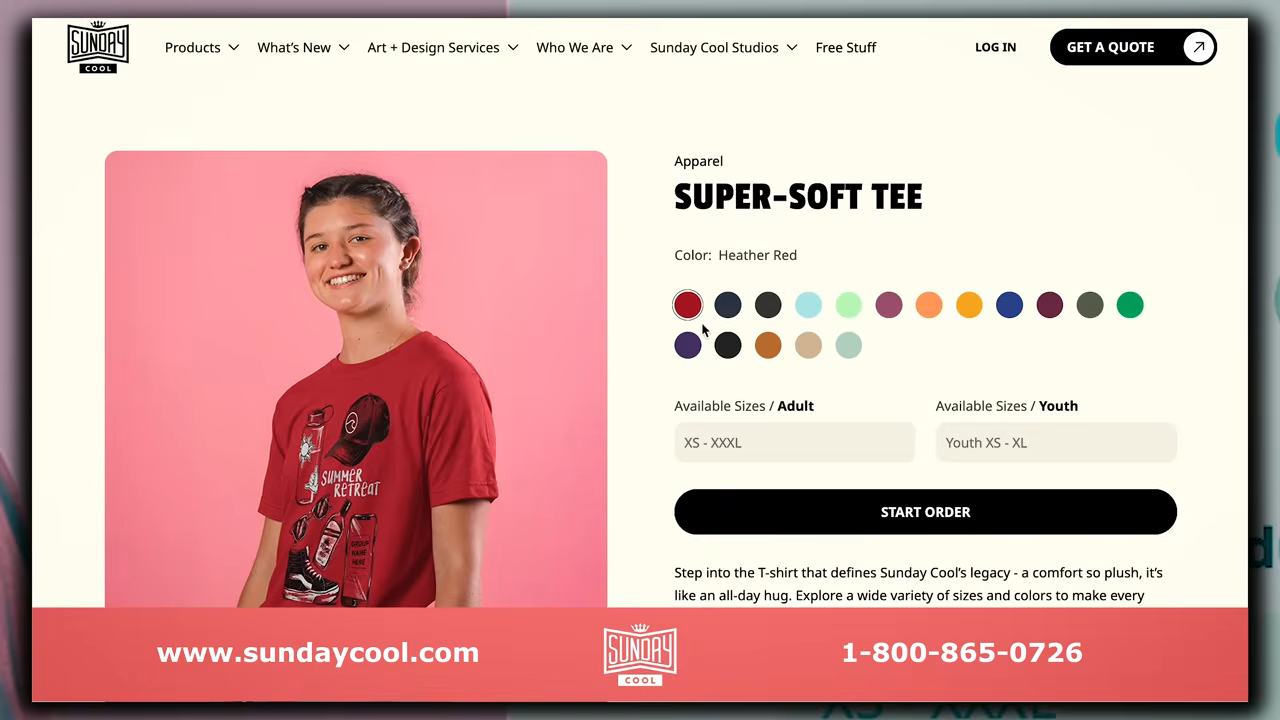 SUNDAY
COOL
Products
What's New
Art + Design Services
Who We Are
Sunday Cool Studios
Free Stuff
LOG IN
GET A QUOTE
Apparel
SUPER-SOFT TEE
Color: Heather Red
Available Sizes / Adult
Available Sizes / Youth
XS - XXXL
Youth XS - XL
START ORDER
Step into the T-shirt that defines Sunday Cool's legacy - a comfort so plush, it's
like an all-day hug. Explore a wide variety of sizes and colors to make every
SUMMER
RETREAT
GROUP
NAME
HERE
www.sundaycool.com
SUNDAY
COOL
1-800-865-0726